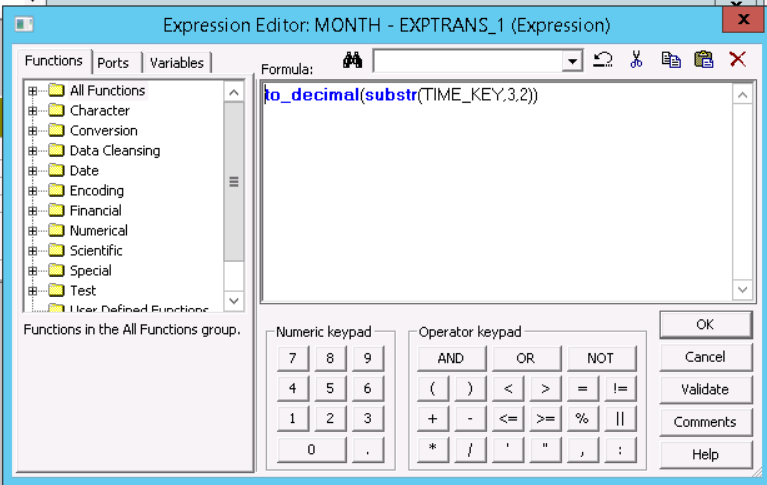 Expression Editor: MONTH - EXPTRANS_1 (Expression)
x
Functions Ports Variables
Formula:
All Functions
Character
Conversion
Data Cleansing
Date
Encoding
Financial
Numerical
Scientific
Special
Test
User Defined Functions
Functions in the All Functions group.
to_decimal(substr(TIME_KEY,3,2))
Numeric keypad
7 8 9
4 5 6
1 2 3
0 .
Operator keypad
AND OR NOT
( ) < > = !=
+ - <= >= % ||
* / ' " , :
OK
Cancel
Validate
Comments
Help